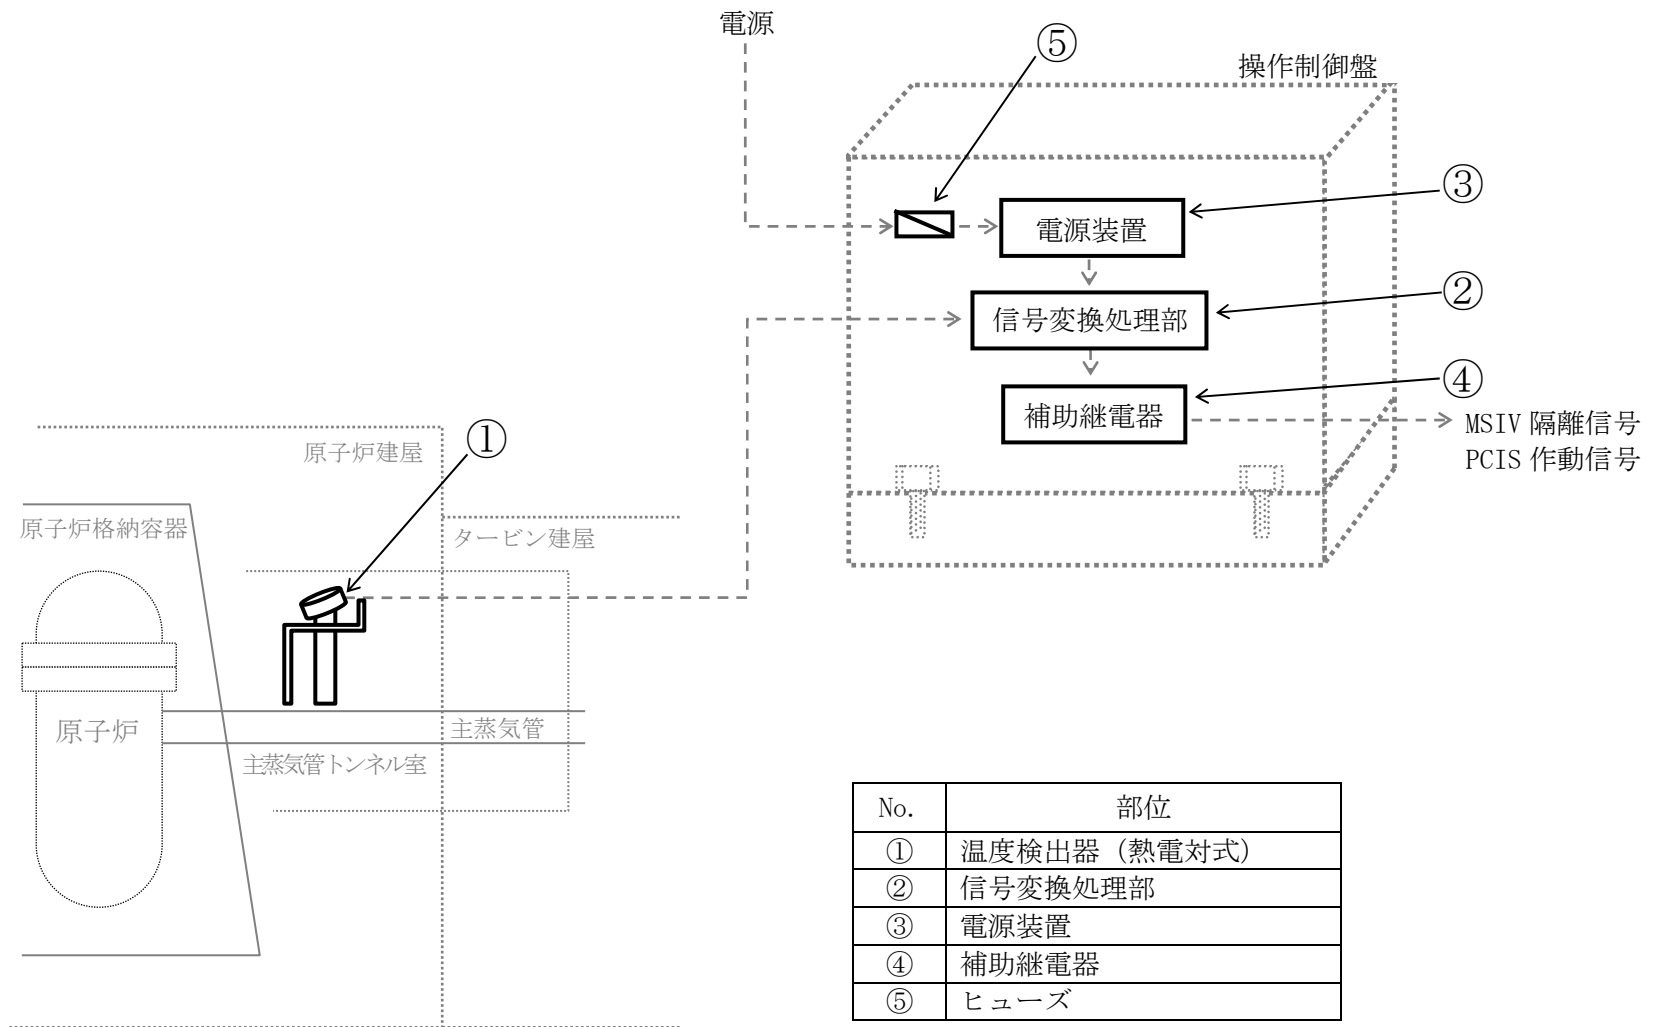 電源
⑤
操作制御盤
③
電源装置
②
信号変換処理部
④
補助継電器
MSIV 隔離信号
PCIS 作動信号
①
原子炉建屋
原子炉格納容器
タービン建屋
原子炉
主蒸気管
主蒸気管トンネル室
No. 部位
① 温度検出器（熱電対式）
② 信号変換処理部
③ 電源装置
④ 補助継電器
⑤ ヒューズ